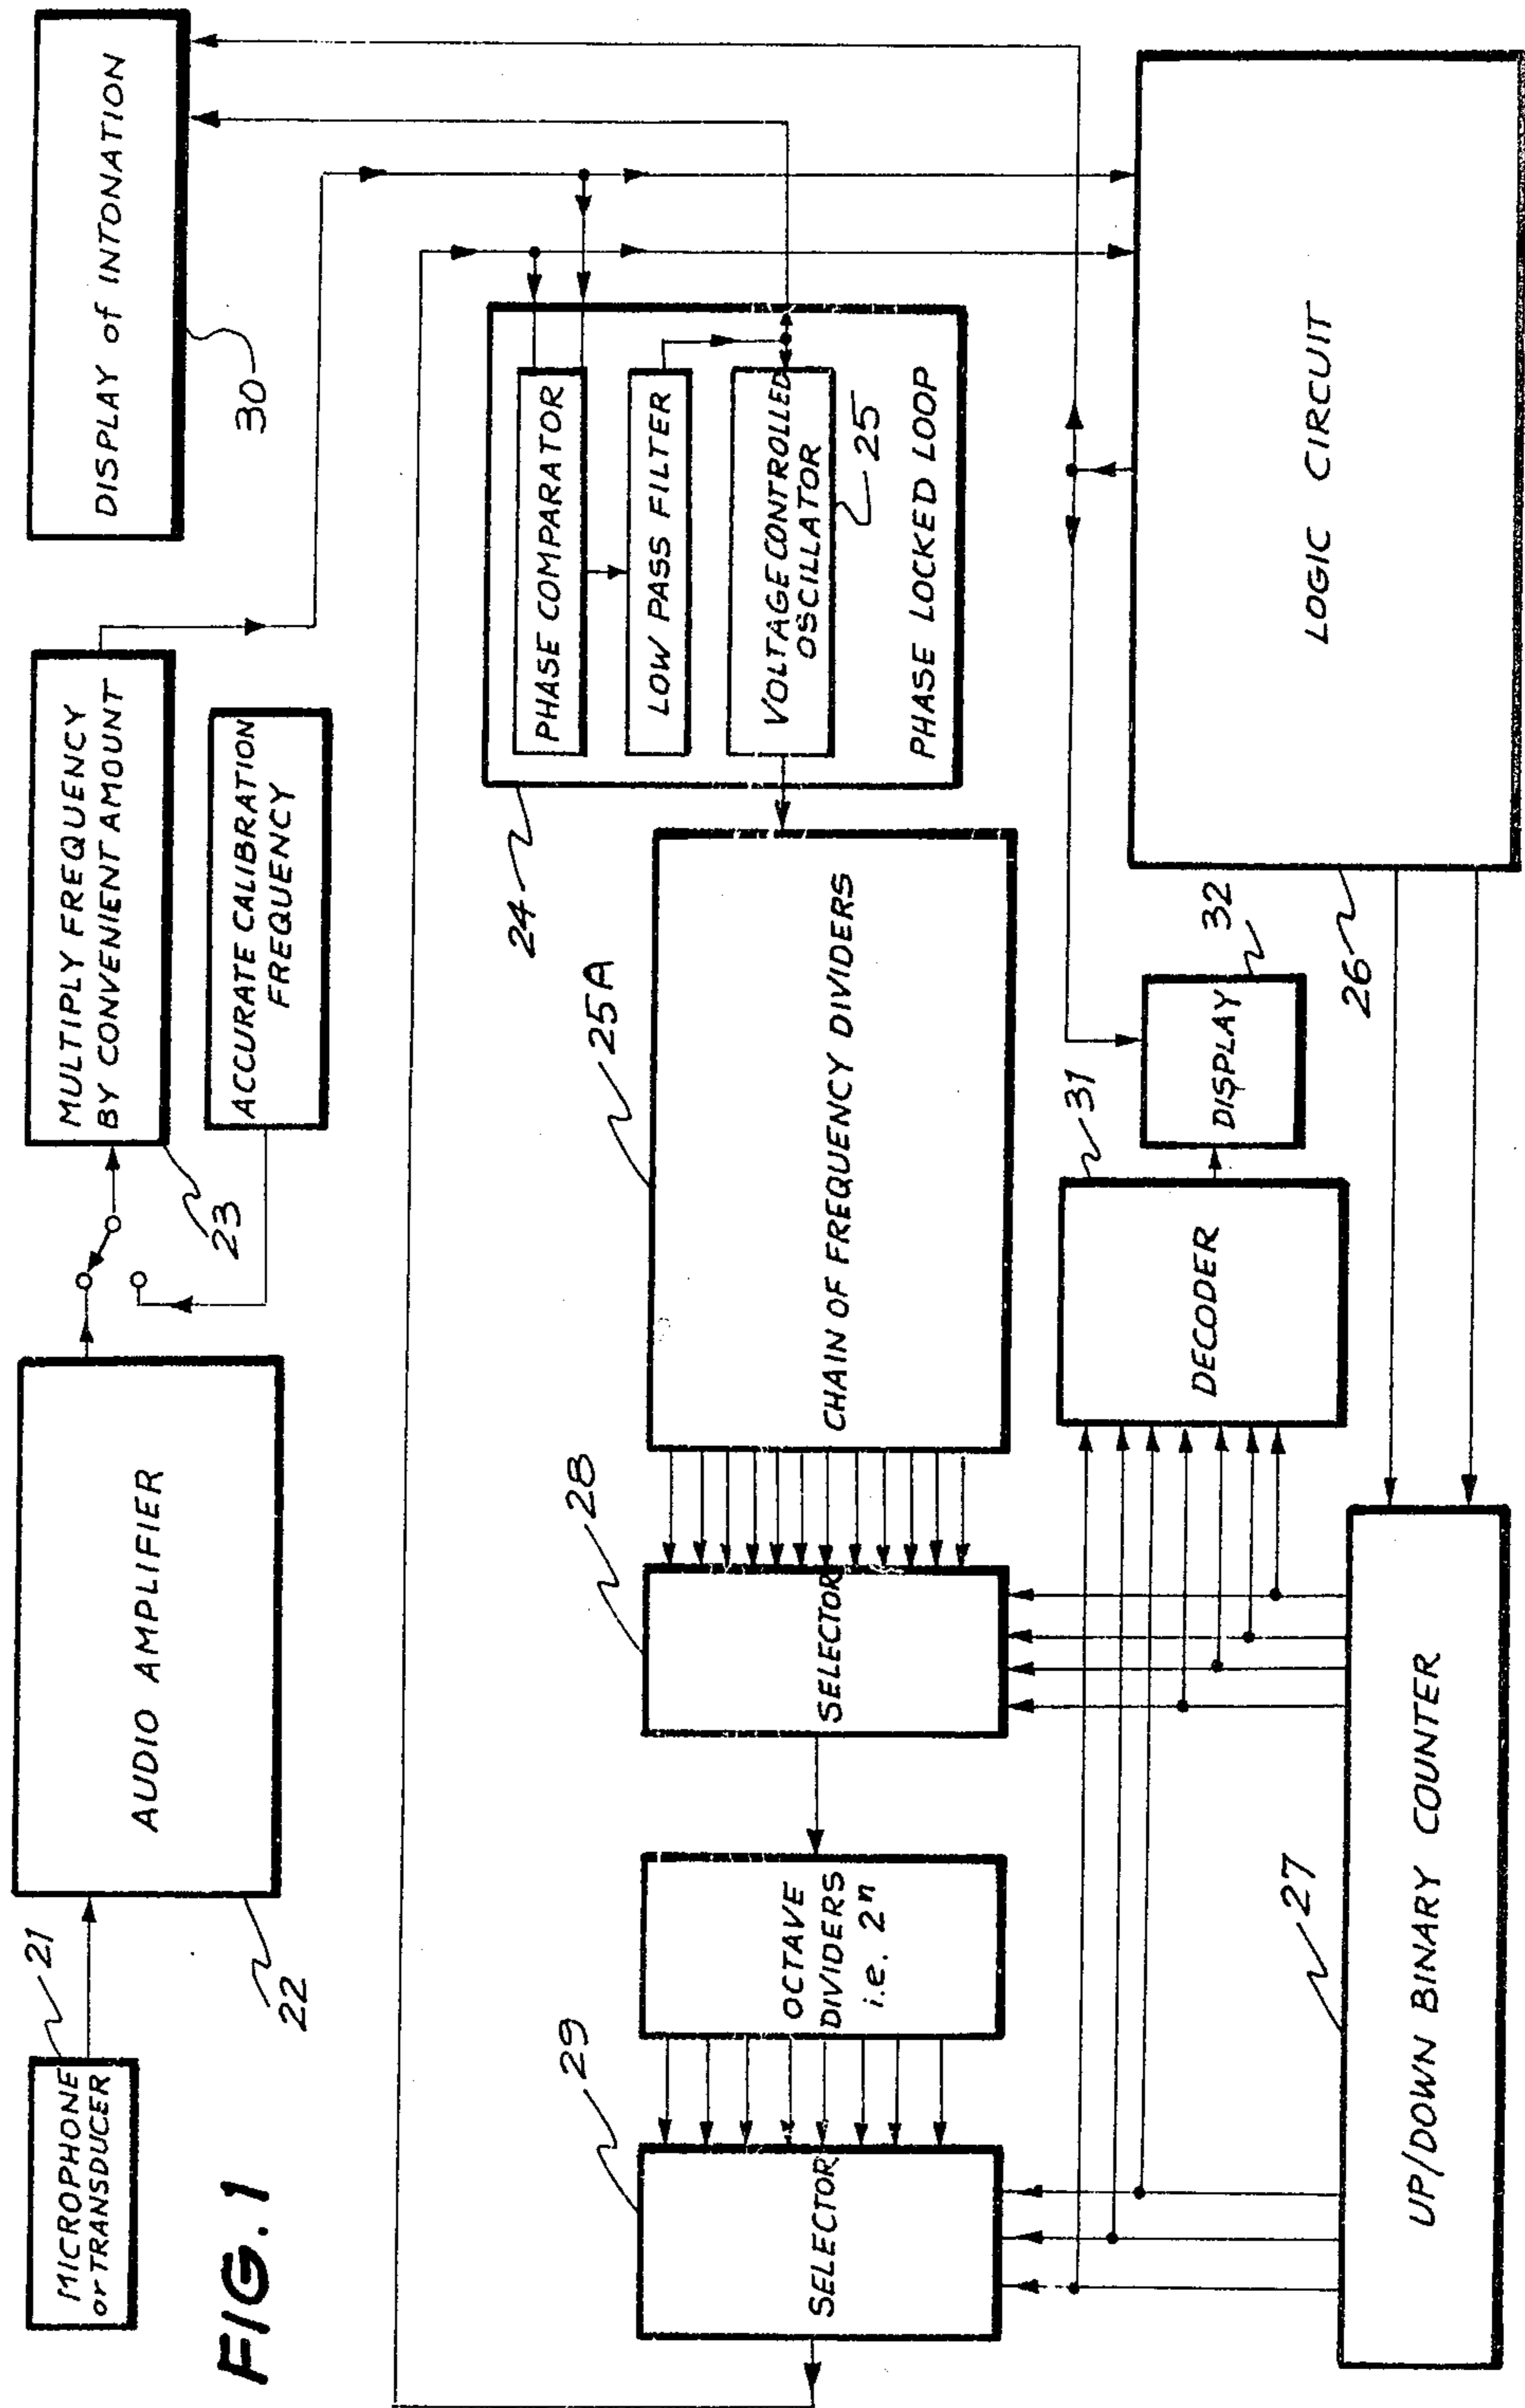 FIG. 1
MICROPHONE
or TRANSDUCER
21
AUDIO AMPLIFIER
22
MULTIPLY FREQUENCY
BY CONVENIENT AMOUNT
23
ACCURATE CALIBRATION
FREQUENCY
DISPLAY of INTONATION
30
PHASE COMPARATOR
LOW PASS FILTER
VOLTAGE CONTROLLED
OSCILLATOR
25
PHASE LOCKED LOOP
24
CHAIN OF FREQUENCY DIVIDERS
25A
SELECTOR
28
OCTAVE
DIVIDERS
i.e. 2ⁿ
SELECTOR
29
DECODER
31
DISPLAY
32
LOGIC CIRCUIT
26
UP/DOWN BINARY COUNTER
27